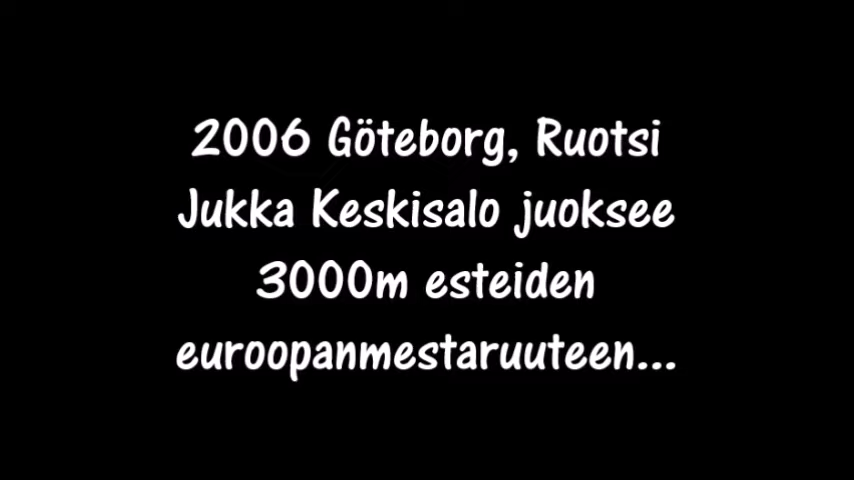 2006 Göteborg, Ruotsi
Jukka Keskisalo juoksee
3000m esteiden
euroopanmestaruuteen...